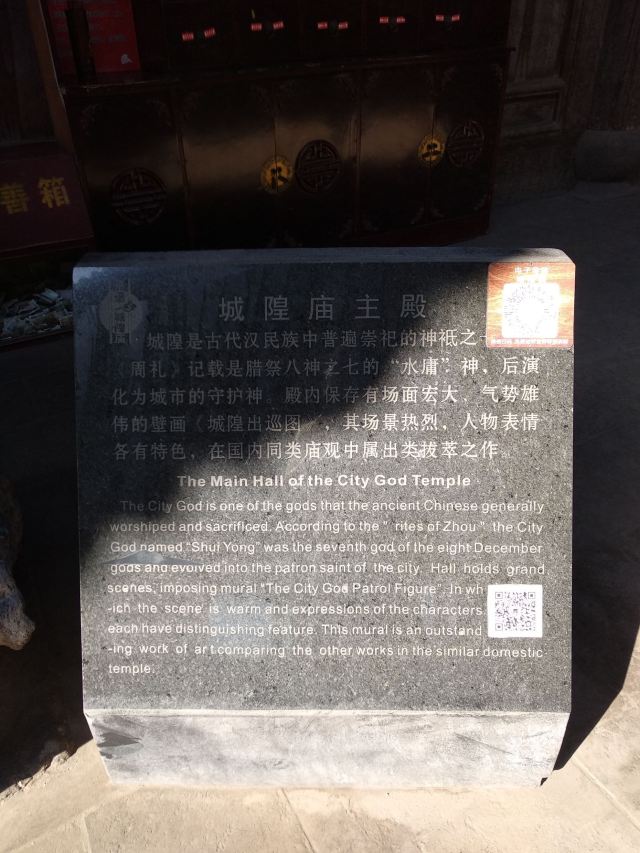 善箱
城隍庙主殿
城隍是古代汉民族中普遍崇祀的神祗之
《周礼》记载是腊祭八神之七的“水庸”神，后演
化为城市的守护神。殿内保存有场面宏大、气势雄
伟的壁画《城隍出巡图》，其场景热烈，人物表情
各有特色，在国内同类庙观中属出类拔萃之作。
The Main Hall of the City God Temple
The City God is one of the gods that the ancient Chinese generally
worshiped and sacrificed. According to the " rites of Zhou " the City
God named "Shui Yong" was the seventh god of the eight December
gods and evolved into the patron saint of the city. Hall holds grand
scenes, imposing mural "The City God Patrol Figure". In wh
-ich the scene is warm and expressions of the characters
each have distinguishing feature. This mural is an outstand
-ing work of art comparing the other works in the similar domestic
temple.